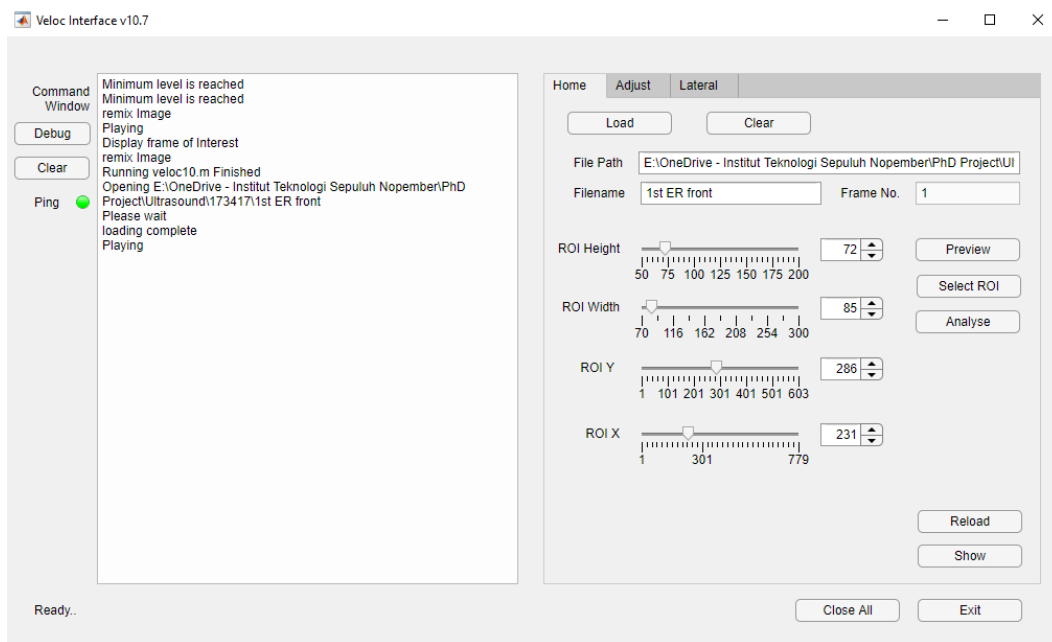 Veloc Interface v10.7
Command
Window
Debug
Clear
Ping
Minimum level is reached
Minimum level is reached
remix Image
Playing
Display frame of Interest
remix Image
Running veloc10.m Finished
Opening E:\OneDrive - Institut Teknologi Sepuluh Nopember\PhD
Project\Ultrasound\173417\1st ER front
Please wait
loading complete
Playing
Home Adjust Lateral
Load Clear
File Path E:\OneDrive - Institut Teknologi Sepuluh Nopember\PhD Project\Ul
Filename 1st ER front Frame No. 1
ROI Height 72
50 75 100 125 150 175 200
ROI Width 85
70 116 162 208 254 300
ROI Y 286
1 101 201 301 401 501 603
ROI X 231
1 301 779
Preview
Select ROI
Analyse
Reload
Show
Ready..
Close All Exit